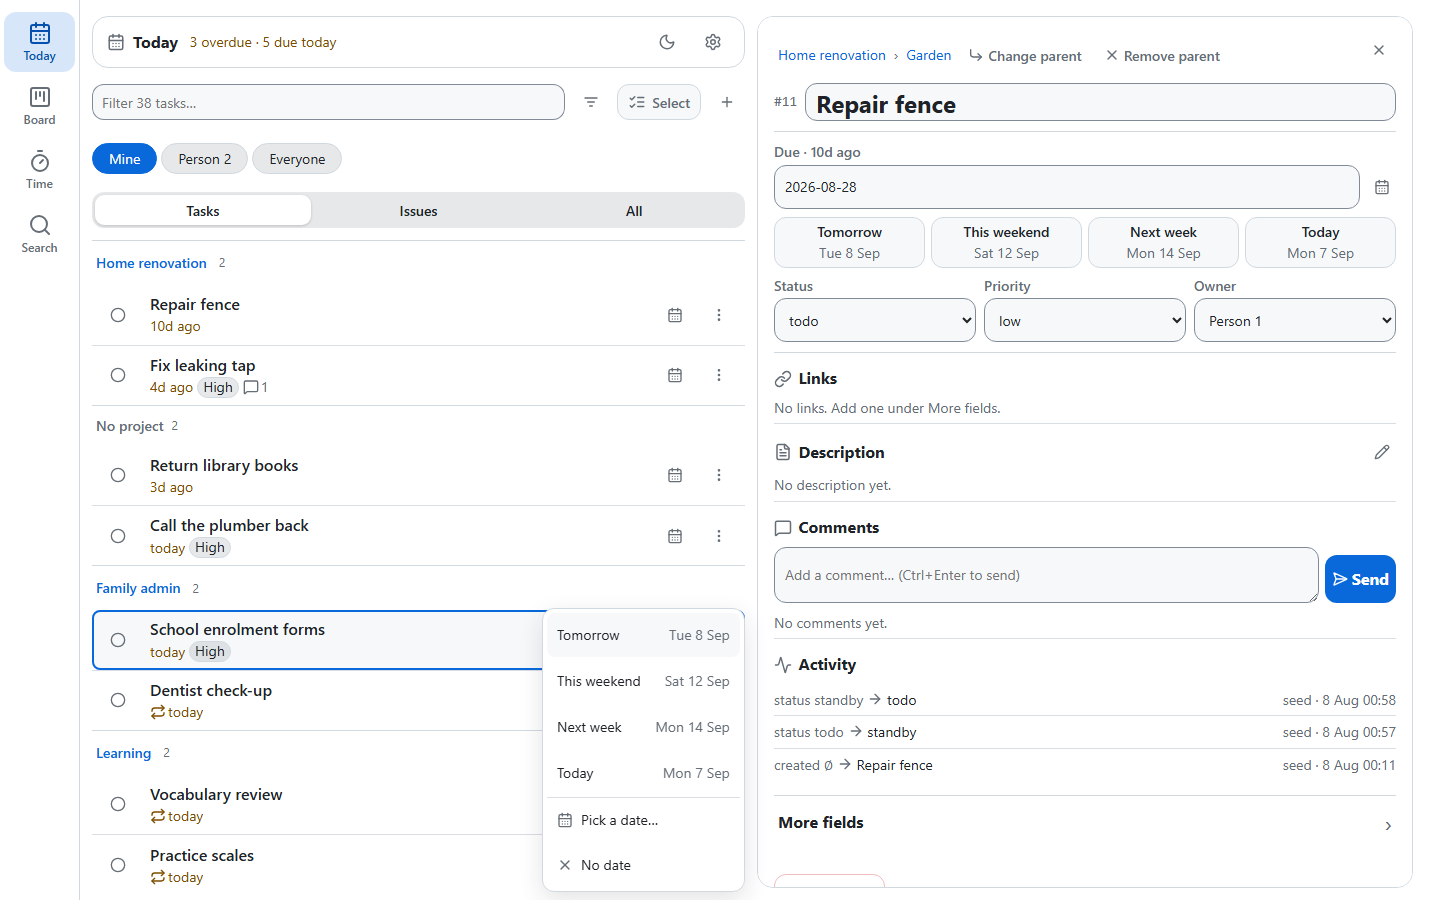 Today
Board
Time
Search
Today 3 overdue · 5 due today
Filter 38 tasks...
Select
Mine
Person 2
Everyone
Tasks
Issues
All
Home renovation 2
Repair fence
10d ago
Fix leaking tap
4d ago High 1
No project 2
Return library books
3d ago
Call the plumber back
today High
Family admin 2
School enrolment forms
today High
Dentist check-up
today
Learning 2
Vocabulary review
today
Practice scales
today
Tomorrow Tue 8 Sep
This weekend Sat 12 Sep
Next week Mon 14 Sep
Today Mon 7 Sep
Pick a date...
No date
Home renovation › Garden Change parent Remove parent
#11 Repair fence
Due · 10d ago
2026-08-28
Tomorrow
Tue 8 Sep
This weekend
Sat 12 Sep
Next week
Mon 14 Sep
Today
Mon 7 Sep
Status
todo
Priority
low
Owner
Person 1
Links
No links. Add one under More fields.
Description
No description yet.
Comments
Add a comment... (Ctrl+Enter to send)
Send
No comments yet.
Activity
status standby → todo seed · 8 Aug 00:58
status todo → standby seed · 8 Aug 00:57
created ∅ → Repair fence seed · 8 Aug 00:11
More fields